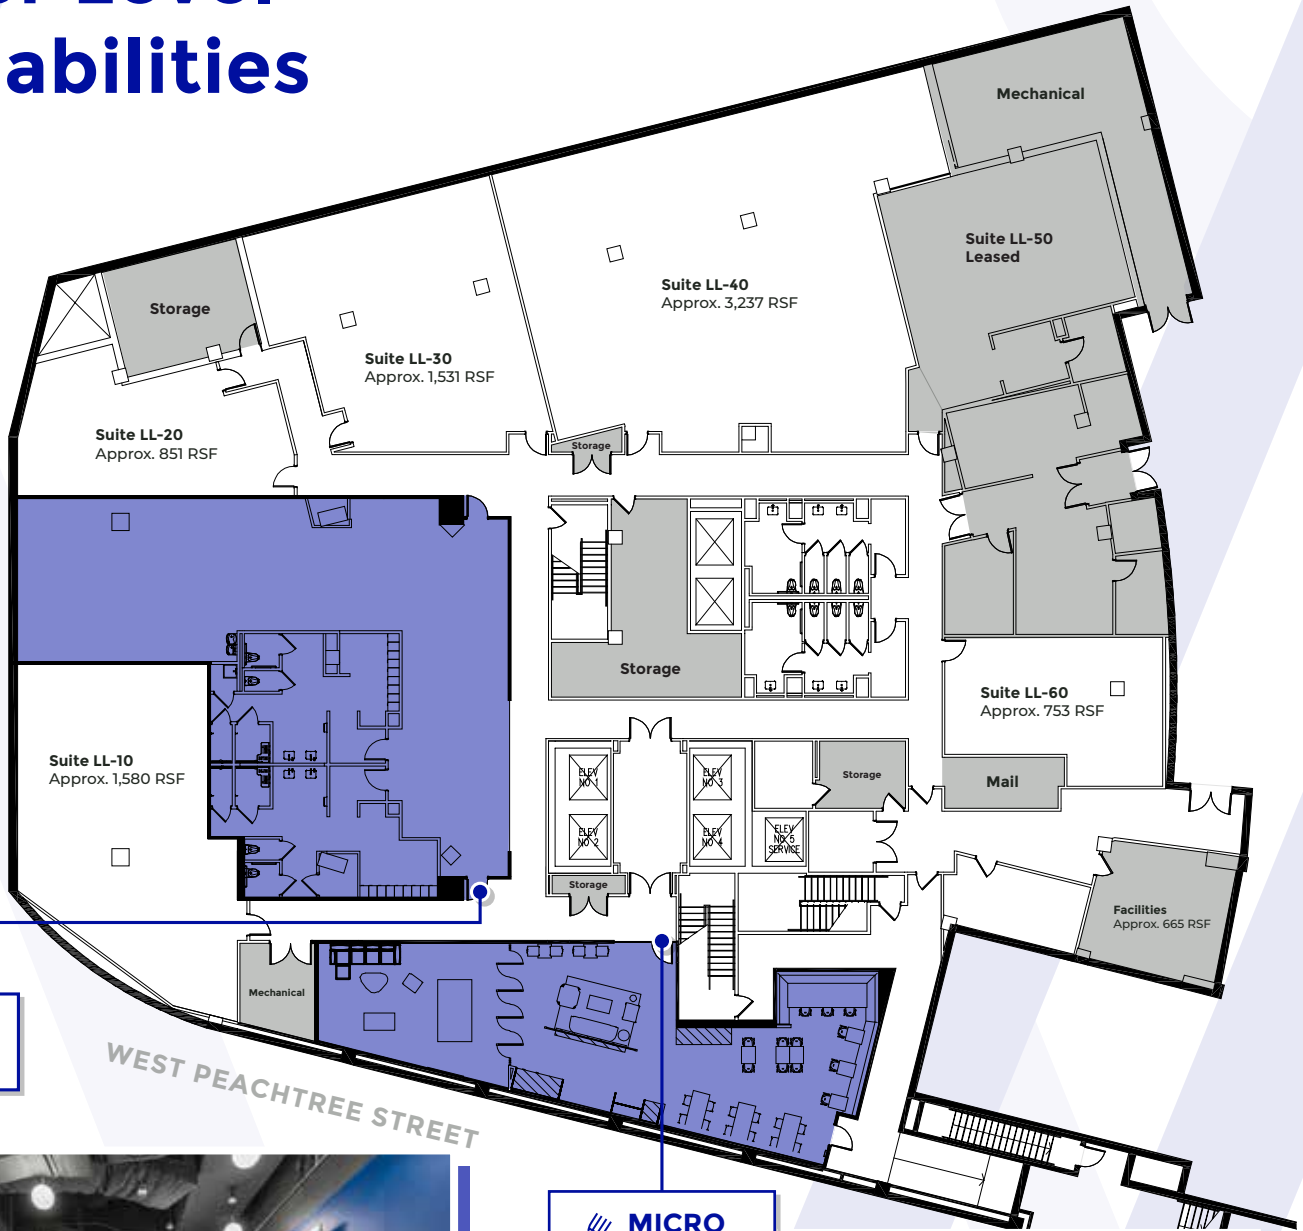 abilities
Mechanical
Suite LL-50
Leased
Suite LL-40
Approx. 3,237 RSF
Storage
Suite LL-30
Approx. 1,531 RSF
Suite LL-20
Approx. 851 RSF
Storage
Storage
Suite LL-60
Approx. 753 RSF
Suite LL-10
Approx. 1,580 RSF
ELEV
NO 1
ELEV
NO 3
Storage
Mail
ELEV
NO 2
ELEV
NO 4
ELEV
NO 5
SERVICE
Storage
Facilities
Approx. 665 RSF
Mechanical
WEST PEACHTREE STREET
MICRO